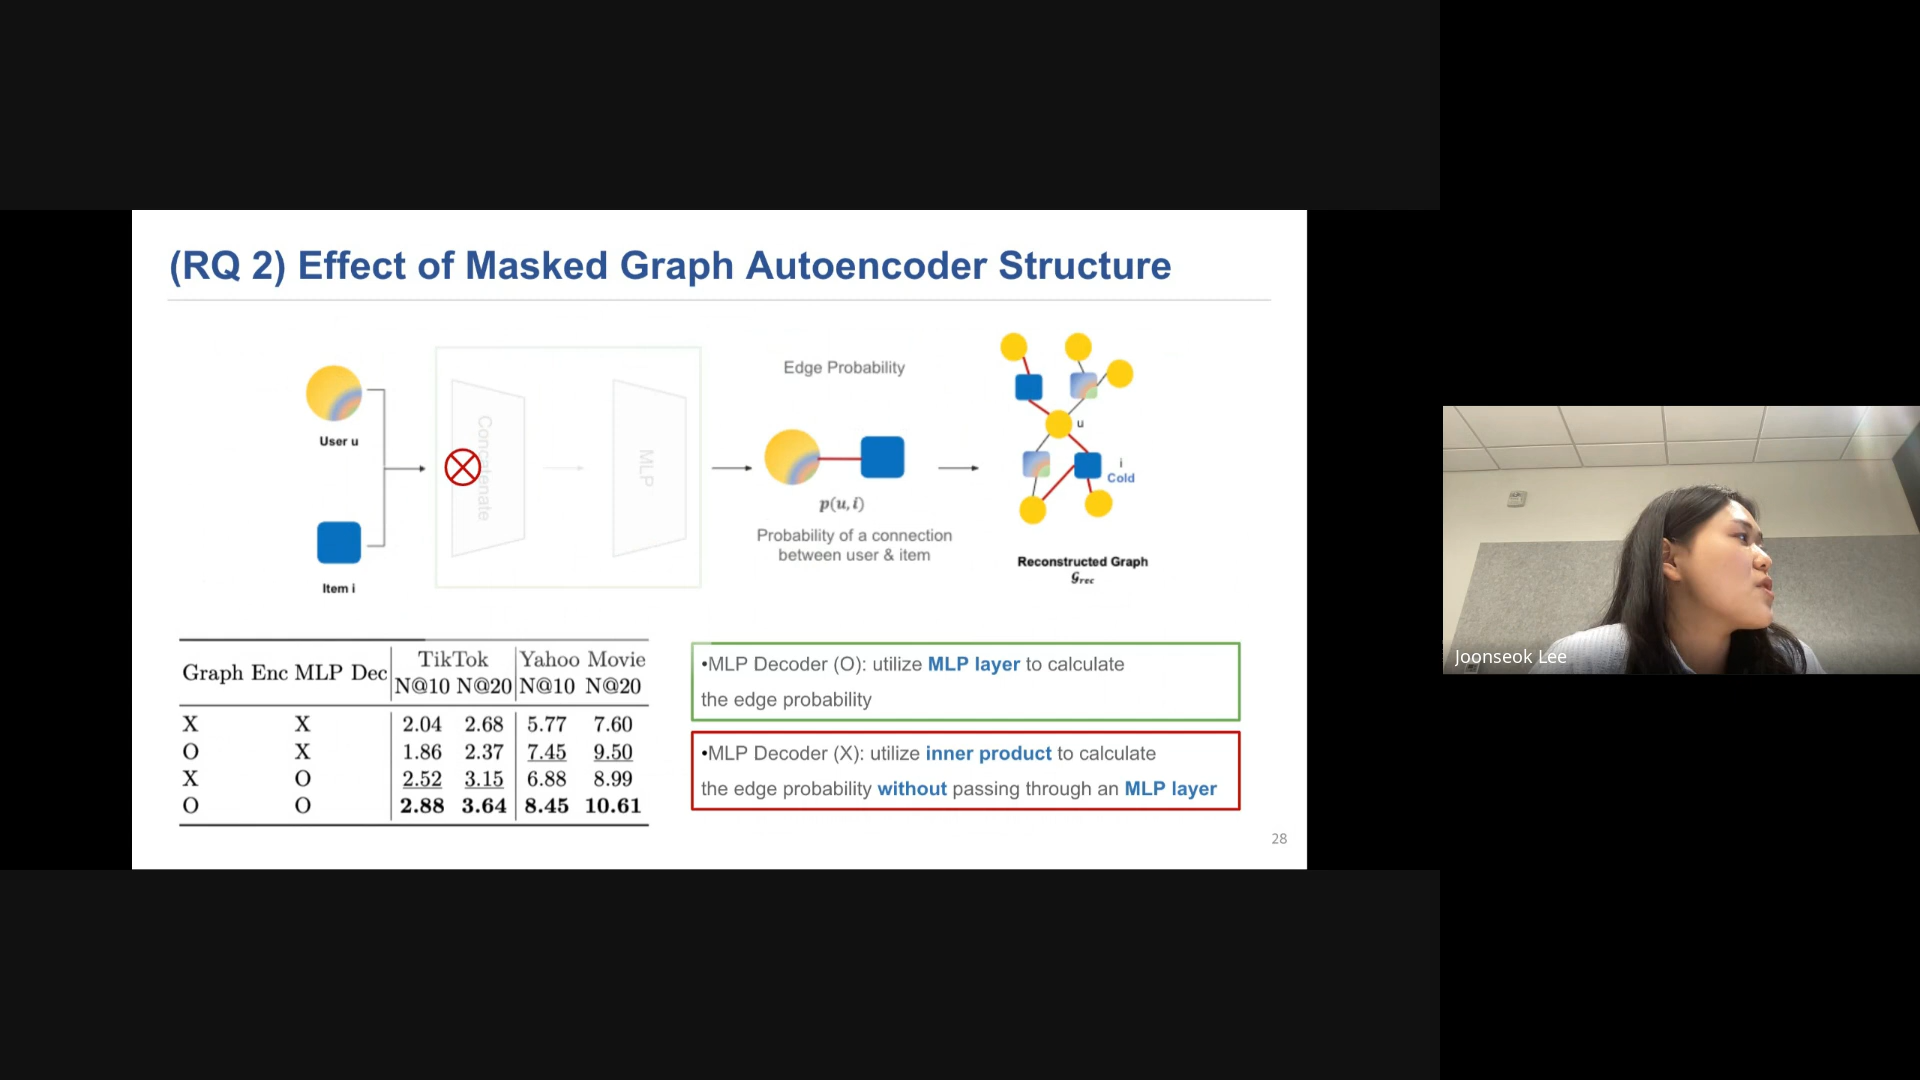 (RQ 2) Effect of Masked Graph Autoencoder Structure
User u
Item i
Concatenate
MLP
Edge Probability
p(u,i)
Probability of a connection
between user & item
u
i
Cold
Reconstructed Graph
𝒢rec
Graph Enc MLP Dec TikTok Yahoo Movie
N@10 N@20 N@10 N@20
X X 2.04 2.68 5.77 7.60
O X 1.86 2.37 7.45 9.50
X O 2.52 3.15 6.88 8.99
O O 2.88 3.64 8.45 10.61
•MLP Decoder (O): utilize MLP layer to calculate
the edge probability
•MLP Decoder (X): utilize inner product to calculate
the edge probability without passing through an MLP layer
28
Joonseok Lee